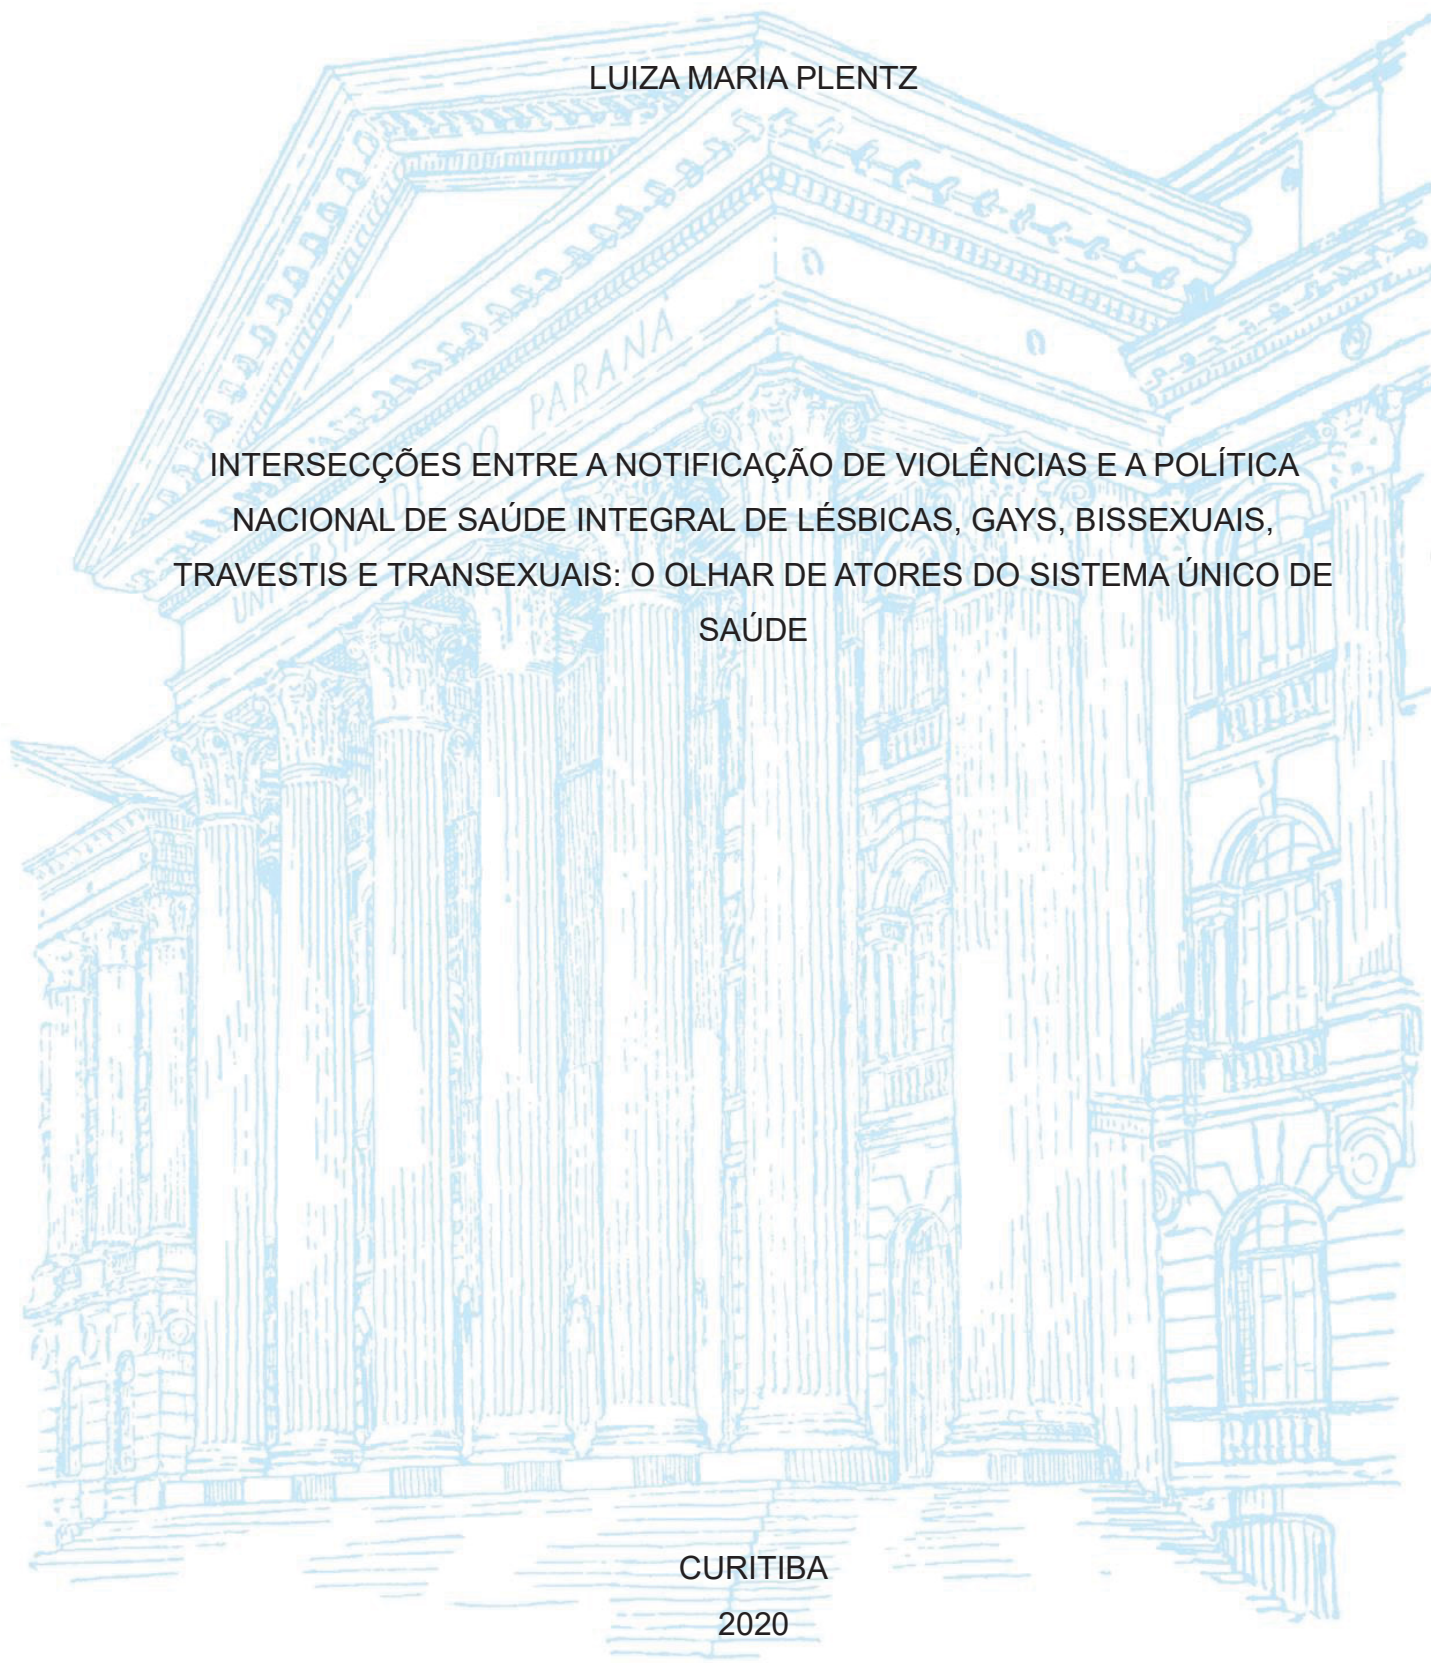 LUIZA MARIA PLENTZ
PARANÁ
INTERSECÇÕES ENTRE A NOTIFICAÇÃO DE VIOLÊNCIAS E A POLÍTICA
NACIONAL DE SAÚDE INTEGRAL DE LÉSBICAS, GAYS, BISSEXUAIS,
TRAVESTIS E TRANSEXUAIS: O OLHAR DE ATORES DO SISTEMA ÚNICO DE
SAÚDE
CURITIBA
2020